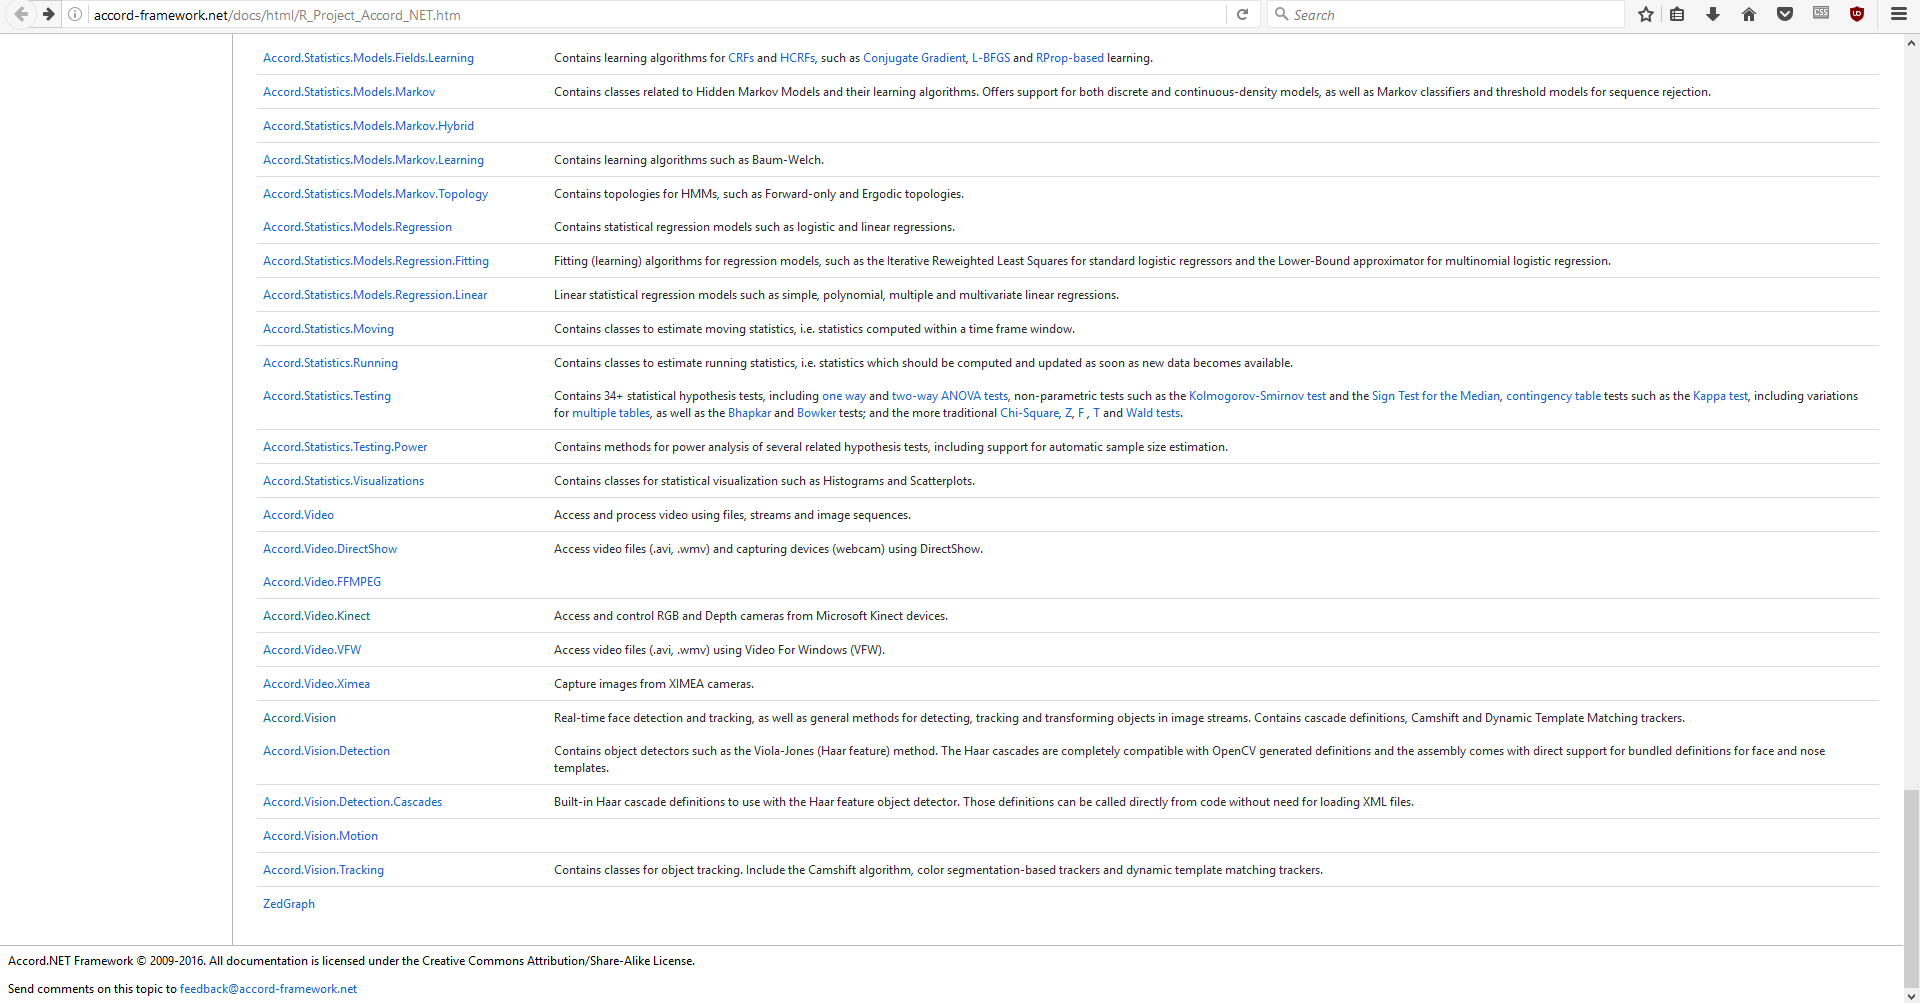 accord-framework.net/docs/html/R_Project_Accord_NET.htm
Search
Accord.Statistics.Models.Fields.Learning Contains learning algorithms for CRFs and HCRFs, such as Conjugate Gradient, L-BFGS and RProp-based learning.
Accord.Statistics.Models.Markov Contains classes related to Hidden Markov Models and their learning algorithms. Offers support for both discrete and continuous-density models, as well as Markov classifiers and threshold models for sequence rejection.
Accord.Statistics.Models.Markov.Hybrid
Accord.Statistics.Models.Markov.Learning Contains learning algorithms such as Baum-Welch.
Accord.Statistics.Models.Markov.Topology Contains topologies for HMMs, such as Forward-only and Ergodic topologies.
Accord.Statistics.Models.Regression Contains statistical regression models such as logistic and linear regressions.
Accord.Statistics.Models.Regression.Fitting Fitting (learning) algorithms for regression models, such as the Iterative Reweighted Least Squares for standard logistic regressors and the Lower-Bound approximator for multinomial logistic regression.
Accord.Statistics.Models.Regression.Linear Linear statistical regression models such as simple, polynomial, multiple and multivariate linear regressions.
Accord.Statistics.Moving Contains classes to estimate moving statistics, i.e. statistics computed within a time frame window.
Accord.Statistics.Running Contains classes to estimate running statistics, i.e. statistics which should be computed and updated as soon as new data becomes available.
Accord.Statistics.Testing Contains 34+ statistical hypothesis tests, including one way and two-way ANOVA tests, non-parametric tests such as the Kolmogorov-Smirnov test and the Sign Test for the Median, contingency table tests such as the Kappa test, including variations
for multiple tables, as well as the Bhapkar and Bowker tests; and the more traditional Chi-Square, Z, F , T and Wald tests.
Accord.Statistics.Testing.Power Contains methods for power analysis of several related hypothesis tests, including support for automatic sample size estimation.
Accord.Statistics.Visualizations Contains classes for statistical visualization such as Histograms and Scatterplots.
Accord.Video Access and process video using files, streams and image sequences.
Accord.Video.DirectShow Access video files (.avi, .wmv) and capturing devices (webcam) using DirectShow.
Accord.Video.FFMPEG
Accord.Video.Kinect Access and control RGB and Depth cameras from Microsoft Kinect devices.
Accord.Video.VFW Access video files (.avi, .wmv) using Video For Windows (VFW).
Accord.Video.Ximea Capture images from XIMEA cameras.
Accord.Vision Real-time face detection and tracking, as well as general methods for detecting, tracking and transforming objects in image streams. Contains cascade definitions, Camshift and Dynamic Template Matching trackers.
Accord.Vision.Detection Contains object detectors such as the Viola-Jones (Haar feature) method. The Haar cascades are completely compatible with OpenCV generated definitions and the assembly comes with direct support for bundled definitions for face and nose
templates.
Accord.Vision.Detection.Cascades Built-in Haar cascade definitions to use with the Haar feature object detector. Those definitions can be called directly from code without need for loading XML files.
Accord.Vision.Motion
Accord.Vision.Tracking Contains classes for object tracking. Include the Camshift algorithm, color segmentation-based trackers and dynamic template matching trackers.
ZedGraph
Accord.NET Framework © 2009-2016. All documentation is licensed under the Creative Commons Attribution/Share-Alike License.
Send comments on this topic to feedback@accord-framework.net